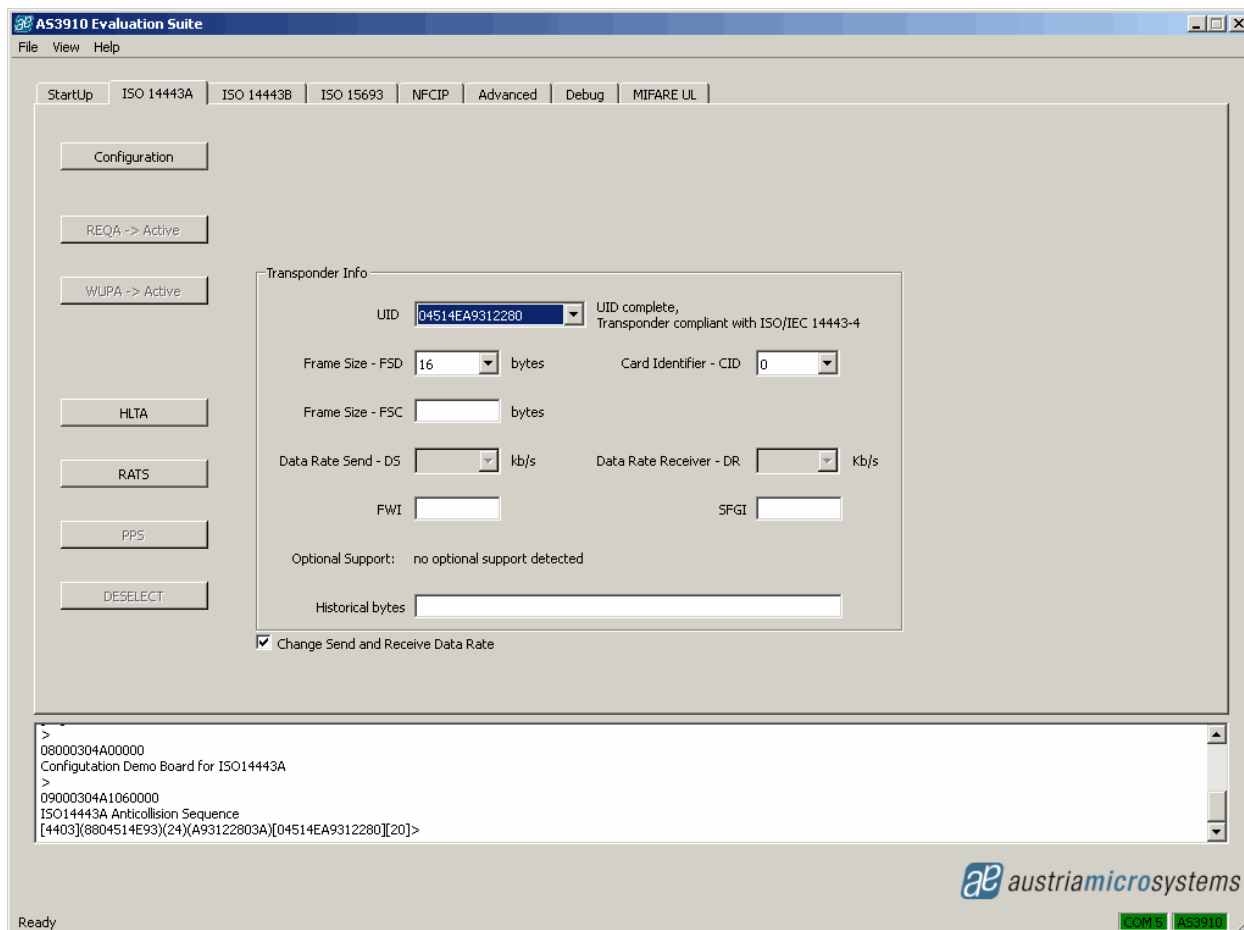 AS3910 Evaluation Suite
File View Help
StartUp ISO 14443A ISO 14443B ISO 15693 NFCIP Advanced Debug MIFARE UL
Configuration
REQA -> Active
WUPA -> Active
Transponder Info
UID 04514EA9312280 UID complete,
Transponder compliant with ISO/IEC 14443-4
Frame Size - FSD 16 bytes Card Identifier - CID 0
HLTA Frame Size - FSC bytes
RATS Data Rate Send - DS kb/s Data Rate Receiver - DR Kb/s
FWI SFGI
PPS
Optional Support: no optional support detected
DESELECT
Historical bytes
Change Send and Receive Data Rate
>
08000304A00000
Configutation Demo Board for ISO14443A
>
09000304A1060000
ISO14443A Anticollision Sequence
[4403](8804514E93)(24)(A93122803A)[04514EA9312280][20]>
ae austriamicrosystems
Ready COM 5 AS3910